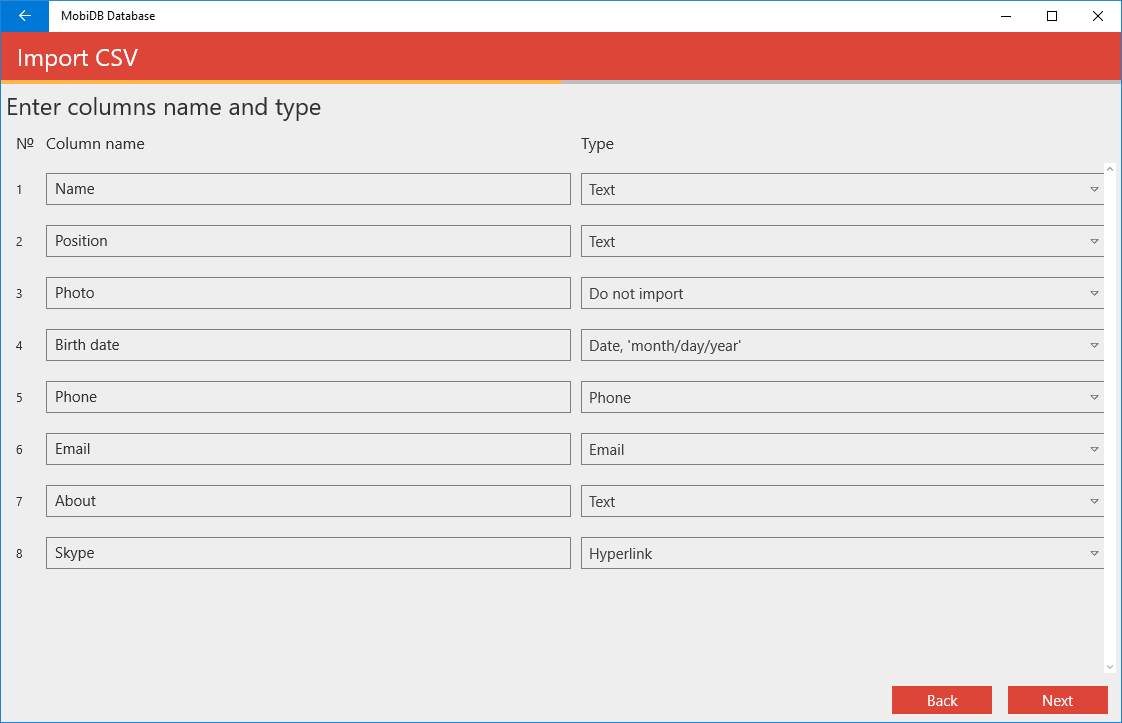 MobiDB Database
Import CSV
Enter columns name and type
№ Column name Type
1 Name Text
2 Position Text
3 Photo Do not import
4 Birth date Date, 'month/day/year'
5 Phone Phone
6 Email Email
7 About Text
8 Skype Hyperlink
Back Next